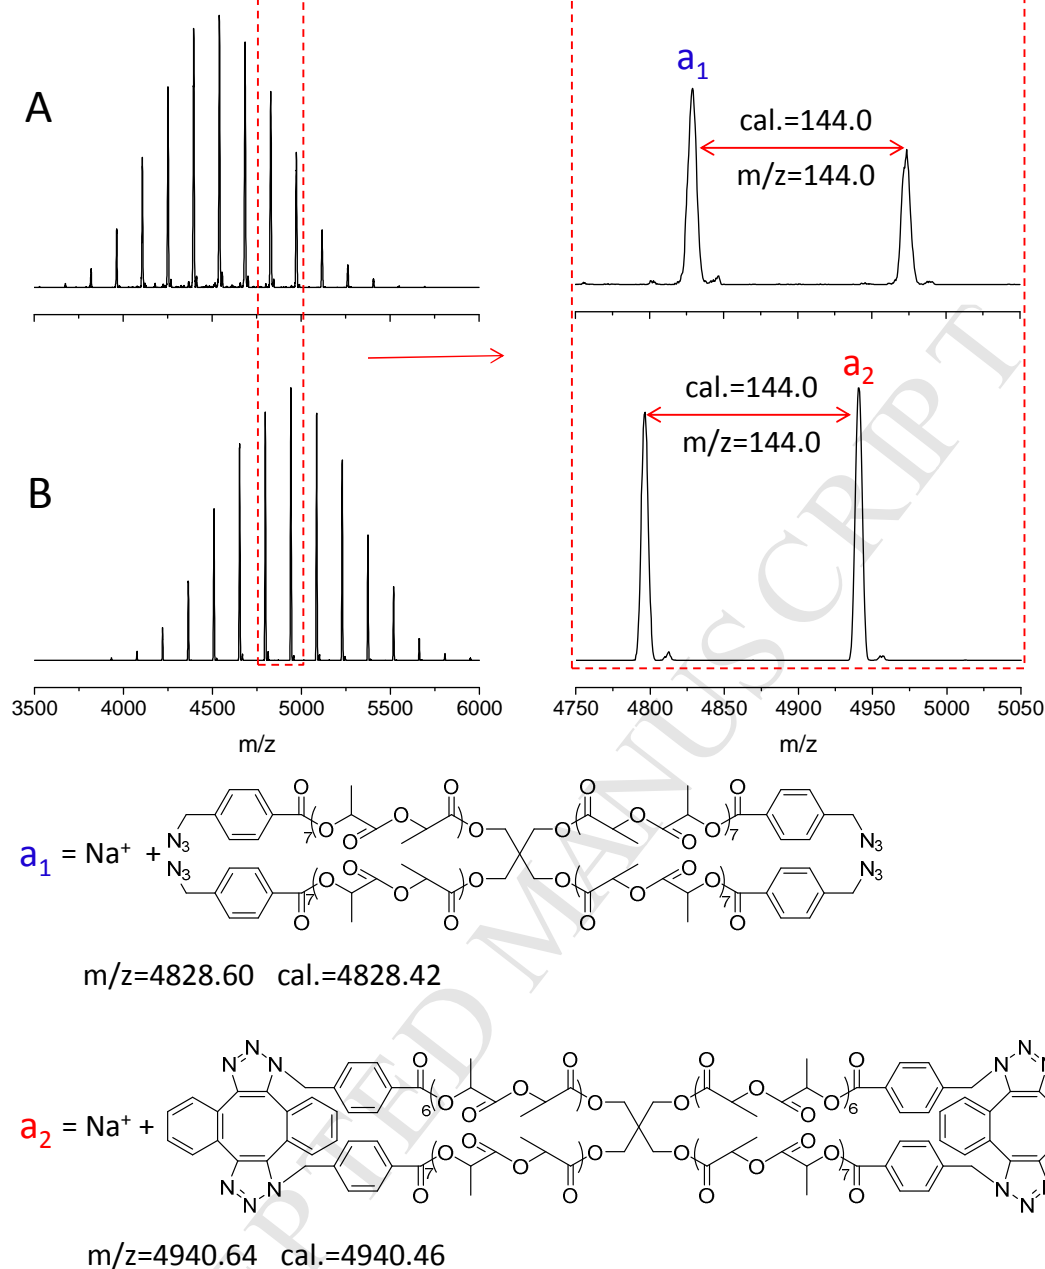 A
a1
cal.=144.0
m/z=144.0
B
a2
cal.=144.0
m/z=144.0
3500 4000 4500 5000 5500 6000
m/z
4750 4800 4850 4900 4950 5000 5050
m/z
a1 = Na+ +
N3 O 7 O O O O O O O O O O O 7 O N3
N3 O 7 O O O O O O O O O O O 7 O N3
m/z=4828.60 cal.=4828.42
a2 = Na+ +
N N N O 6 O O O O O O O O O O O 6 O N N N
N N N O 7 O O O O O O O O O O O 7 O N N N
m/z=4940.64 cal.=4940.46
PTED MANUSCRIPT